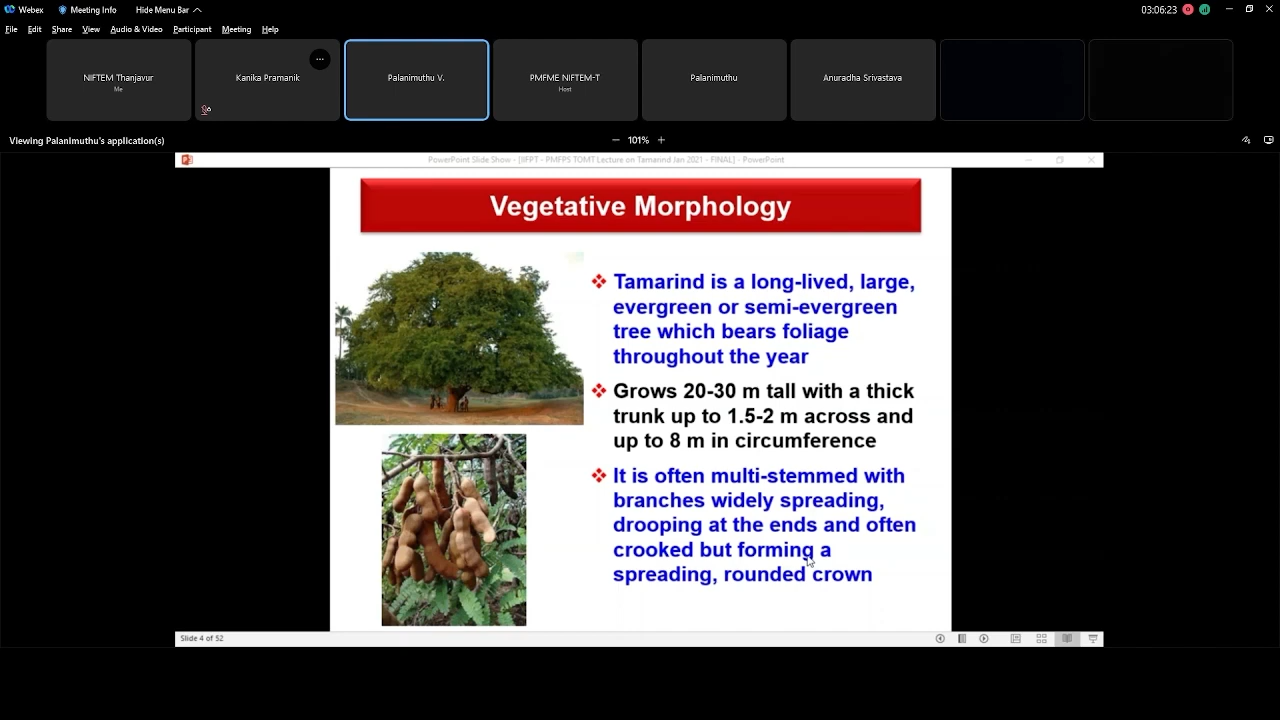 Webex Meeting Info Hide Menu Bar 03:06:23
File Edit Share View Audio & Video Participant Meeting Help
NIFTEM Thanjavur
Me
Kanika Pramanik
Palanimuthu V.
PMFME NIFTEM-T
Host
Palanimuthu
Anuradha Srivastava
Viewing Palanimuthu's application(s) 101%
PowerPoint Slide Show - [IIFPT - PMFPS TOMT Lecture on Tamarind Jan 2021 - FINAL] - PowerPoint
Vegetative Morphology
Tamarind is a long-lived, large,
evergreen or semi-evergreen
tree which bears foliage
throughout the year
Grows 20-30 m tall with a thick
trunk up to 1.5-2 m across and
up to 8 m in circumference
It is often multi-stemmed with
branches widely spreading,
drooping at the ends and often
crooked but forming a
spreading, rounded crown
Slide 4 of 52